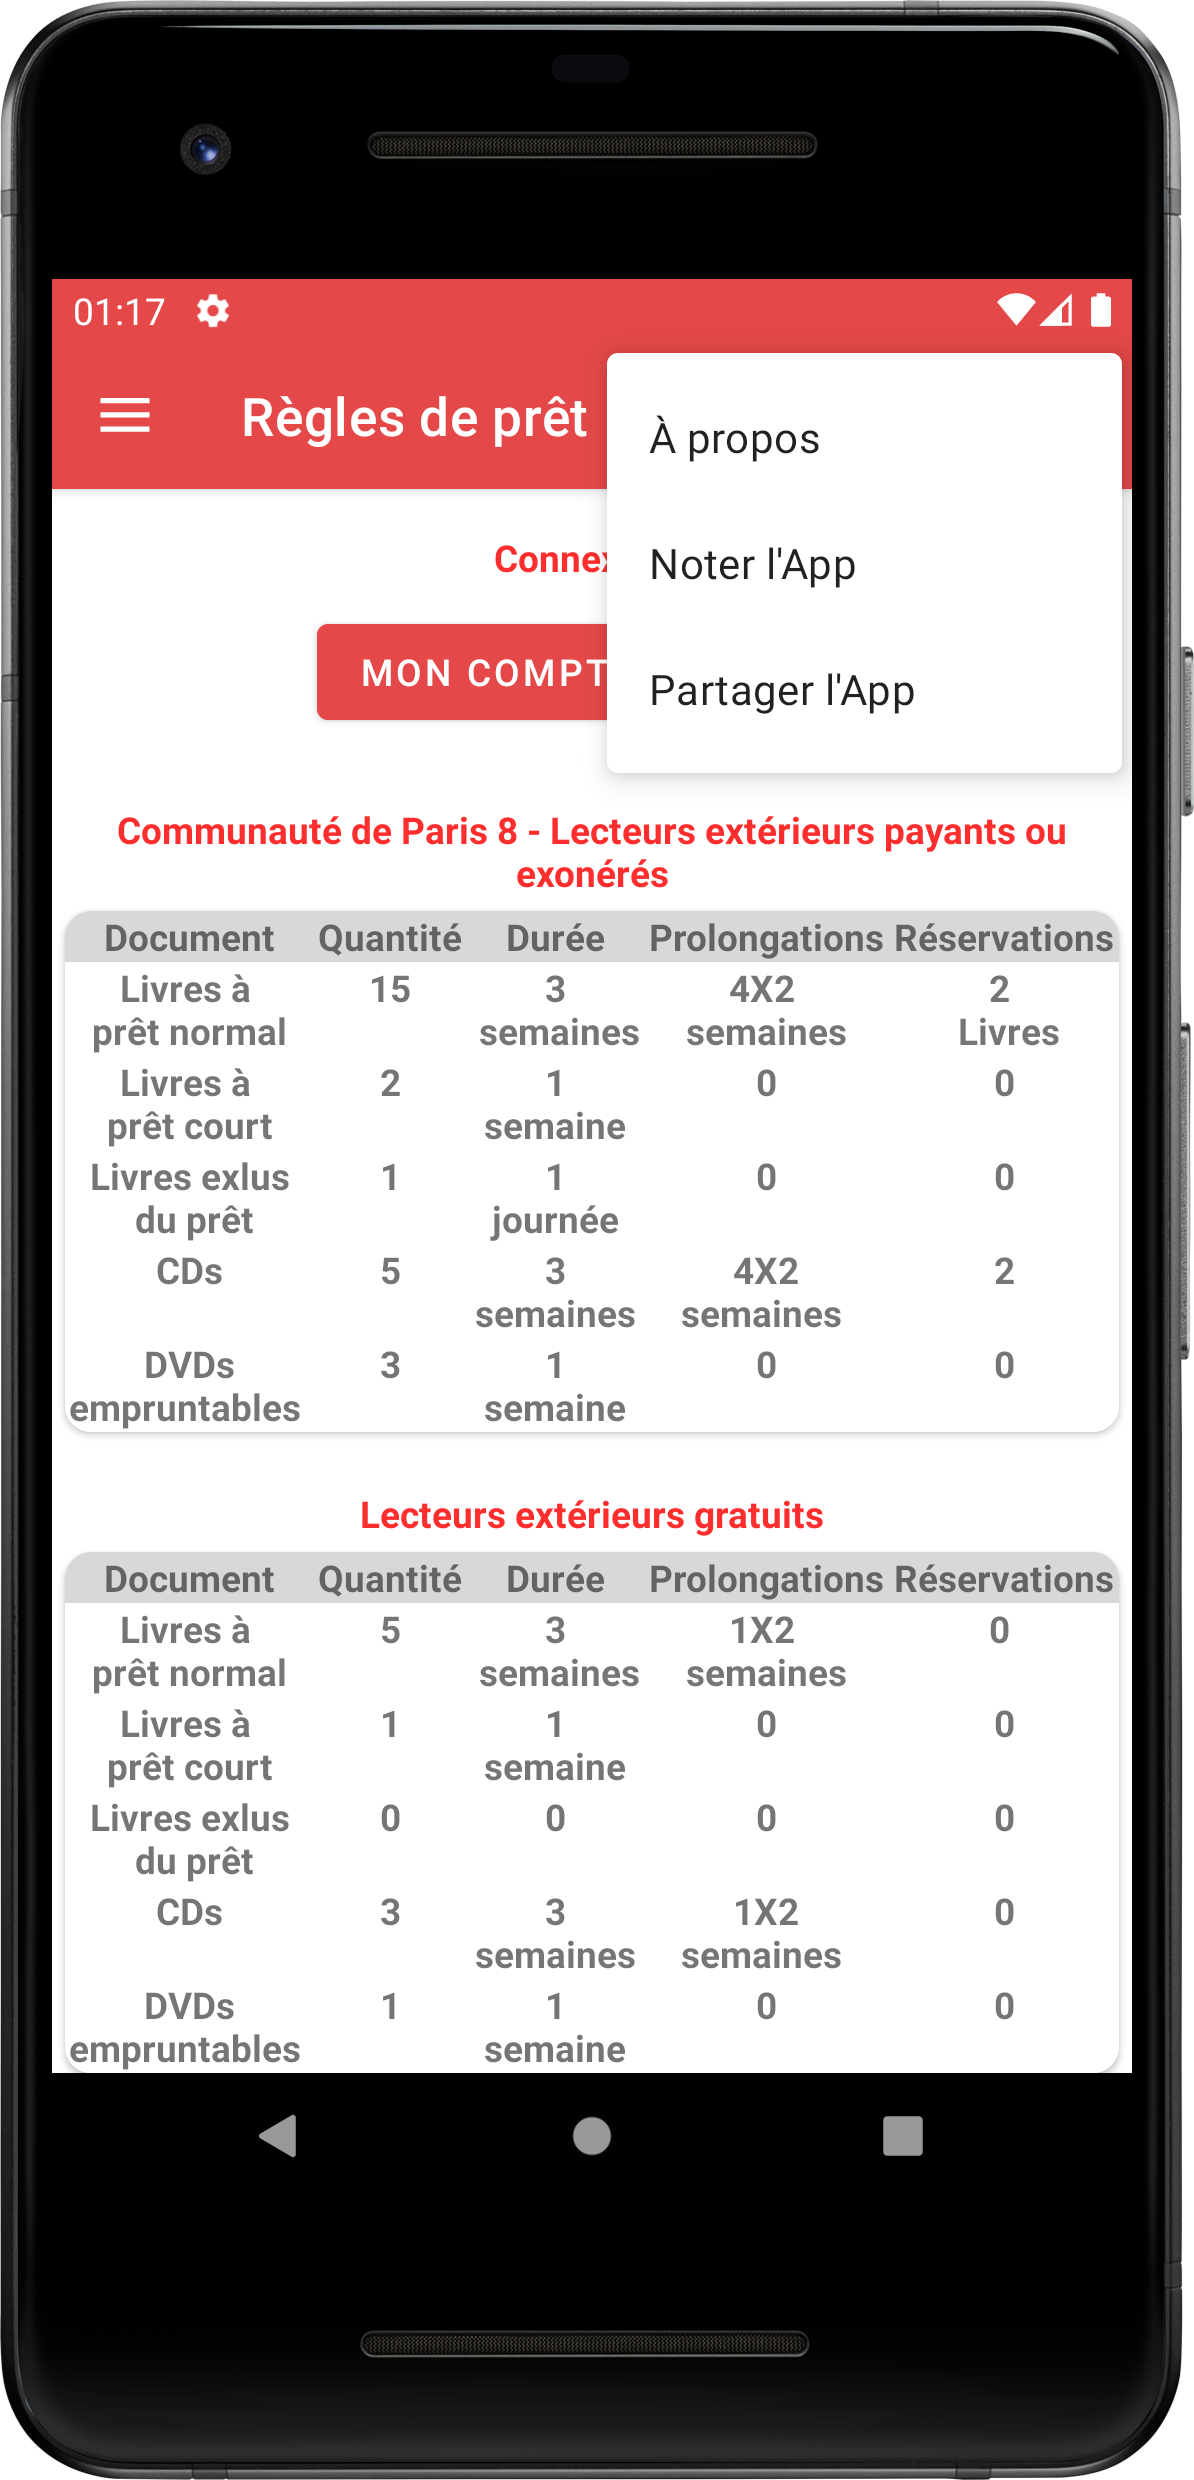 01:17
Règles de prêt
À propos
Noter l'App
Partager l'App
Connex
MON COMPT
Communauté de Paris 8 - Lecteurs extérieurs payants ou
exonérés
Document Quantité Durée Prolongations Réservations
Livres à 15 3 4X2 2
prêt normal semaines semaines Livres
Livres à 2 1 0 0
prêt court semaine
Livres exlus 1 1 0 0
du prêt journée
CDs 5 3 4X2 2
semaines semaines
DVDs 3 1 0 0
empruntables semaine
Lecteurs extérieurs gratuits
Document Quantité Durée Prolongations Réservations
Livres à 5 3 1X2 0
prêt normal semaines semaines
Livres à 1 1 0 0
prêt court semaine
Livres exlus 0 0 0 0
du prêt
CDs 3 3 1X2 0
semaines semaines
DVDs 1 1 0 0
empruntables semaine